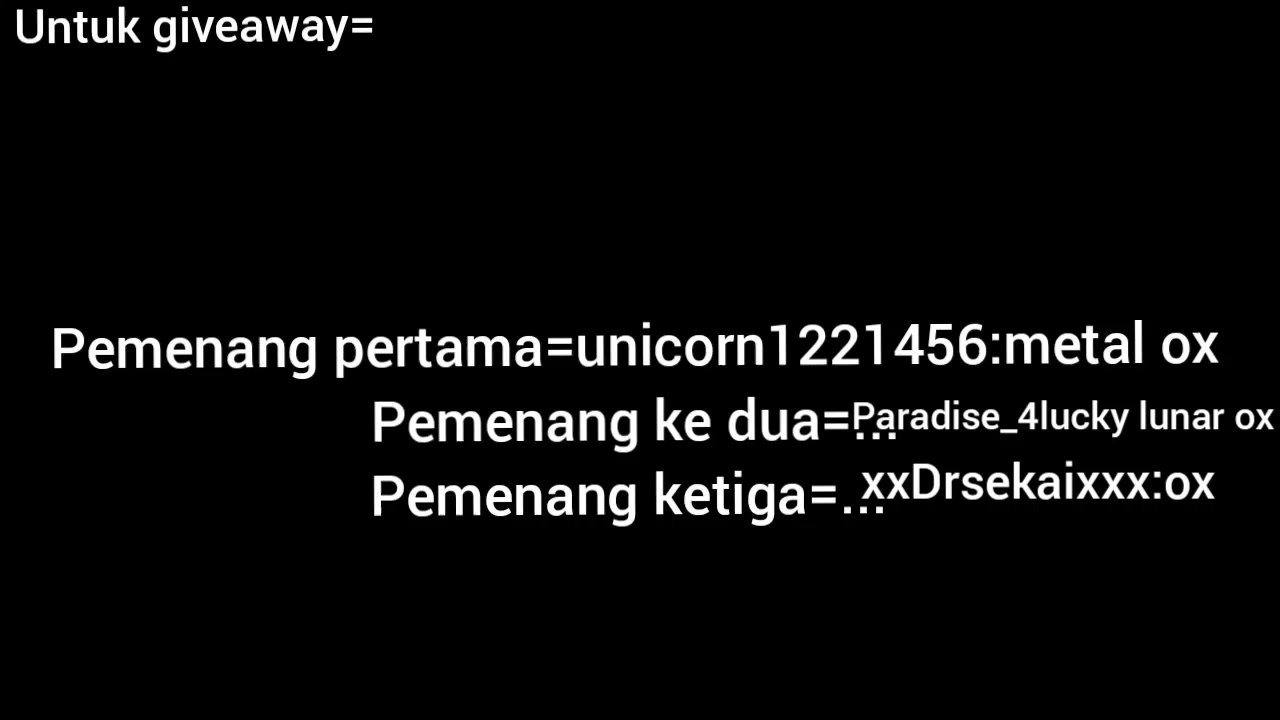 Untuk giveaway=
Pemenang pertama=unicorn1221456:metal ox
Pemenang ke dua=...Paradise_4lucky lunar ox
Pemenang ketiga=...xxDrsekaixxx:ox